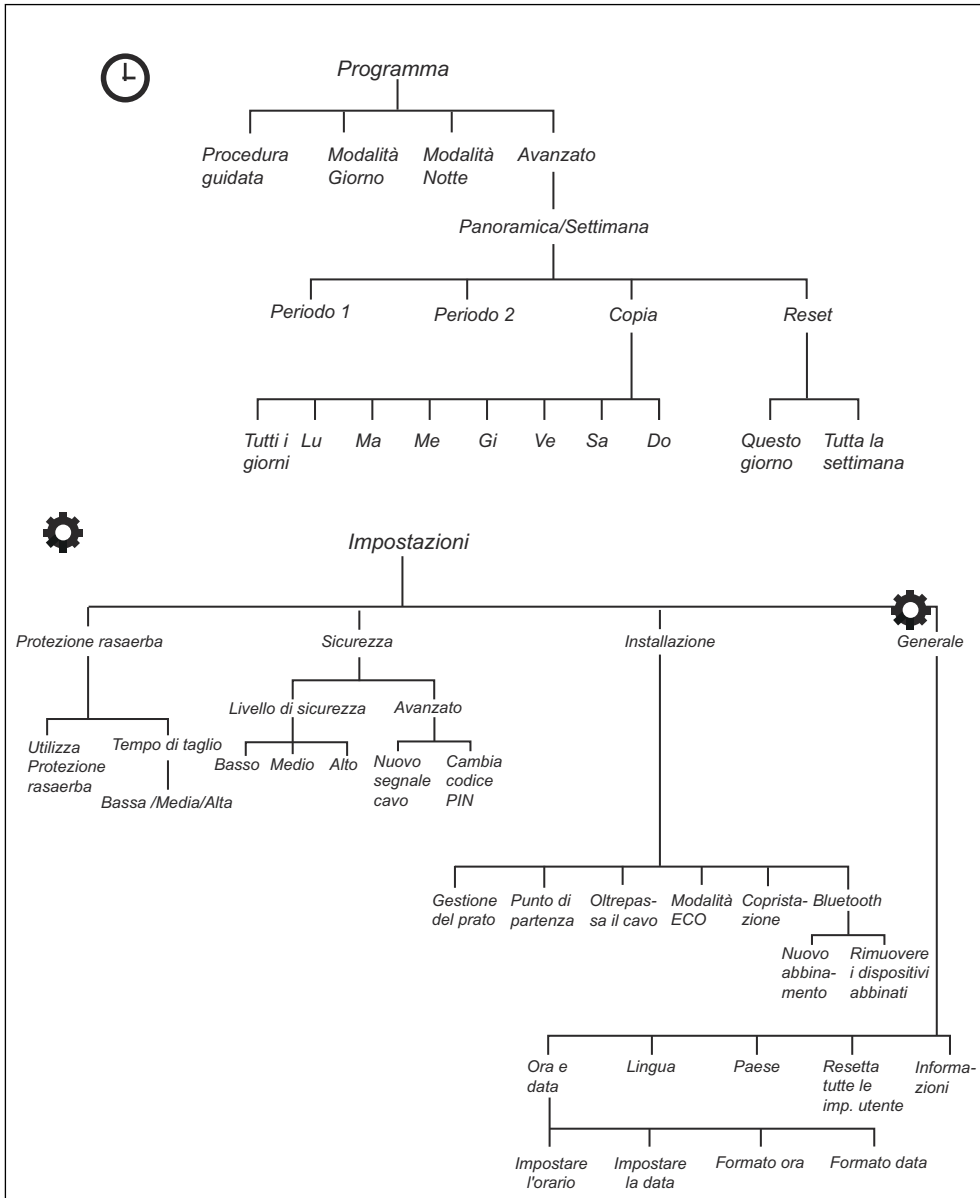 Programma
Procedura
guidata
Modalità
Giorno
Modalità
Notte
Avanzato
Panoramica/Settimana
Periodo 1
Periodo 2
Copia
Reset
Tutti i
giorni
Lu
Ma
Me
Gi
Ve
Sa
Do
Questo
giorno
Tutta la
settimana
Impostazioni
Protezione rasaerba
Sicurezza
Installazione
Generale
Utilizza
Protezione
rasaerba
Tempo di taglio
Bassa /Media/Alta
Livello di sicurezza
Avanzato
Basso
Medio
Alto
Nuovo
segnale
cavo
Cambia
codice
PIN
Gestione
del prato
Punto di
partenza
Oltrepas-
sa il cavo
Modalità
ECO
Copristа-
zione
Bluetooth
Nuovo
abbina-
mento
Rimuovere
i dispositivi
abbinati
Ora e
data
Lingua
Paese
Resetta
tutte le
imp. utente
Informa-
zioni
Impostare
l'orario
Impostare
la data
Formato ora
Formato data